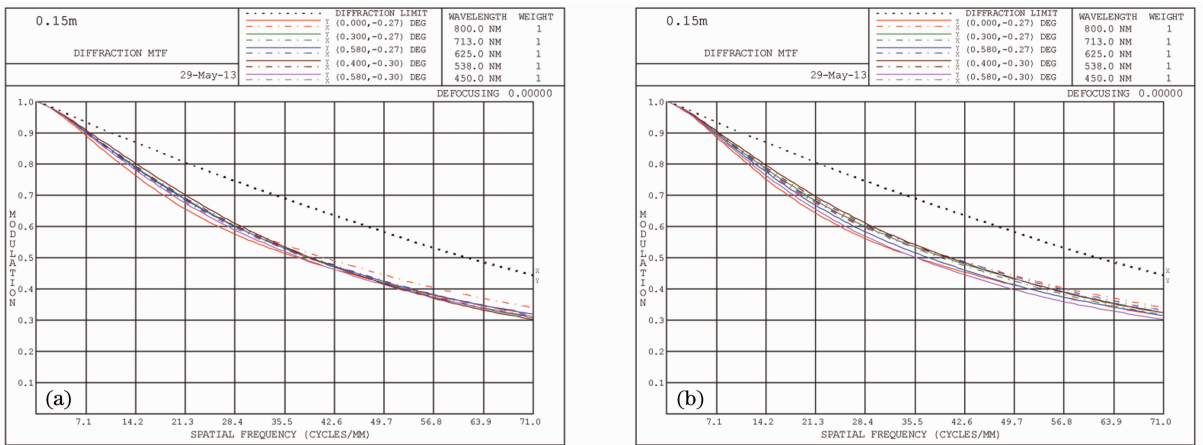 0.15m
DIFFRACTION MTF
29-May-13
DIFFRACTION LIMIT
Y
X (0.000,-0.27) DEG
Y
X (0.300,-0.27) DEG
Y
X (0.580,-0.27) DEG
Y
X (0.400,-0.30) DEG
Y
X (0.580,-0.30) DEG
WAVELENGTH WEIGHT
800.0 NM 1
713.0 NM 1
625.0 NM 1
538.0 NM 1
450.0 NM 1
DEFOCUSING 0.00000
1.0
0.9
0.8
0.7
0.6
0.5
0.4
0.3
0.2
0.1
MODULATION
X
Y
(a)
7.1 14.2 21.3 28.4 35.5 42.6 49.7 56.8 63.9 71.0
SPATIAL FREQUENCY (CYCLES/MM)
0.15m
DIFFRACTION MTF
29-May-13
DIFFRACTION LIMIT
Y
X (0.000,-0.27) DEG
Y
X (0.300,-0.27) DEG
Y
X (0.580,-0.27) DEG
Y
X (0.400,-0.30) DEG
Y
X (0.580,-0.30) DEG
WAVELENGTH WEIGHT
800.0 NM 1
713.0 NM 1
625.0 NM 1
538.0 NM 1
450.0 NM 1
DEFOCUSING 0.00000
1.0
0.9
0.8
0.7
0.6
0.5
0.4
0.3
0.2
0.1
MODULATION
X
Y
(b)
7.1 14.2 21.3 28.4 35.5 42.6 49.7 56.8 63.9 71.0
SPATIAL FREQUENCY (CYCLES/MM)